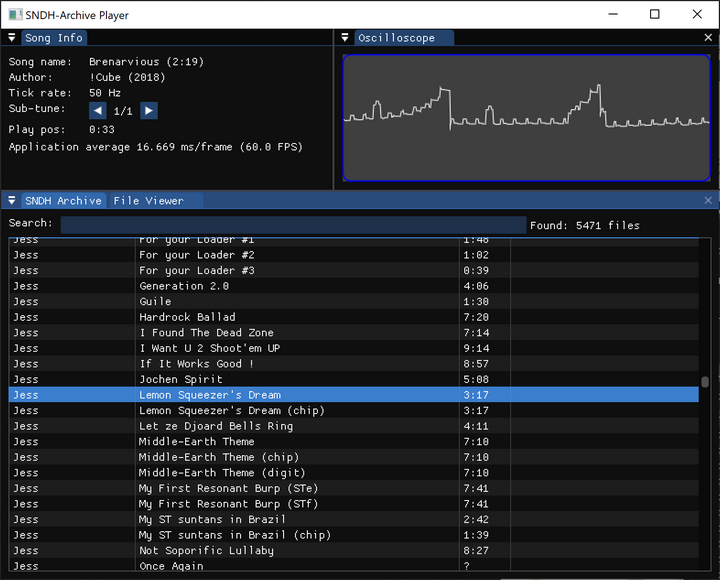 SNDH-Archive Player
Song Info
Song name: Brenarvious (2:19)
Author: !Cube (2018)
Tick rate: 50 Hz
Sub-tune: 1/1
Play pos: 0:33
Application average 16.669 ms/frame (60.0 FPS)
Oscilloscope
SNDH Archive File Viewer
Search: Found: 5471 files
Jess For your Loader #1 1:48
Jess For your Loader #2 1:02
Jess For your Loader #3 0:39
Jess Generation 2.0 4:06
Jess Guile 1:30
Jess Hardrock Ballad 7:20
Jess I Found The Dead Zone 7:14
Jess I Want U 2 Shoot'em UP 9:14
Jess If It Works Good ! 8:57
Jess Jochen Spirit 5:08
Jess Lemon Squeezer's Dream 3:17
Jess Lemon Squeezer's Dream (chip) 3:17
Jess Let ze Djoard Bells Ring 4:11
Jess Middle-Earth Theme 7:10
Jess Middle-Earth Theme (chip) 7:10
Jess Middle-Earth Theme (digit) 7:10
Jess My First Resonant Burp (STe) 7:41
Jess My First Resonant Burp (STf) 7:41
Jess My ST suntans in Brazil 2:42
Jess My ST suntans in Brazil (chip) 1:39
Jess Not Soporific Lullaby 8:27
Jess Once Again ?